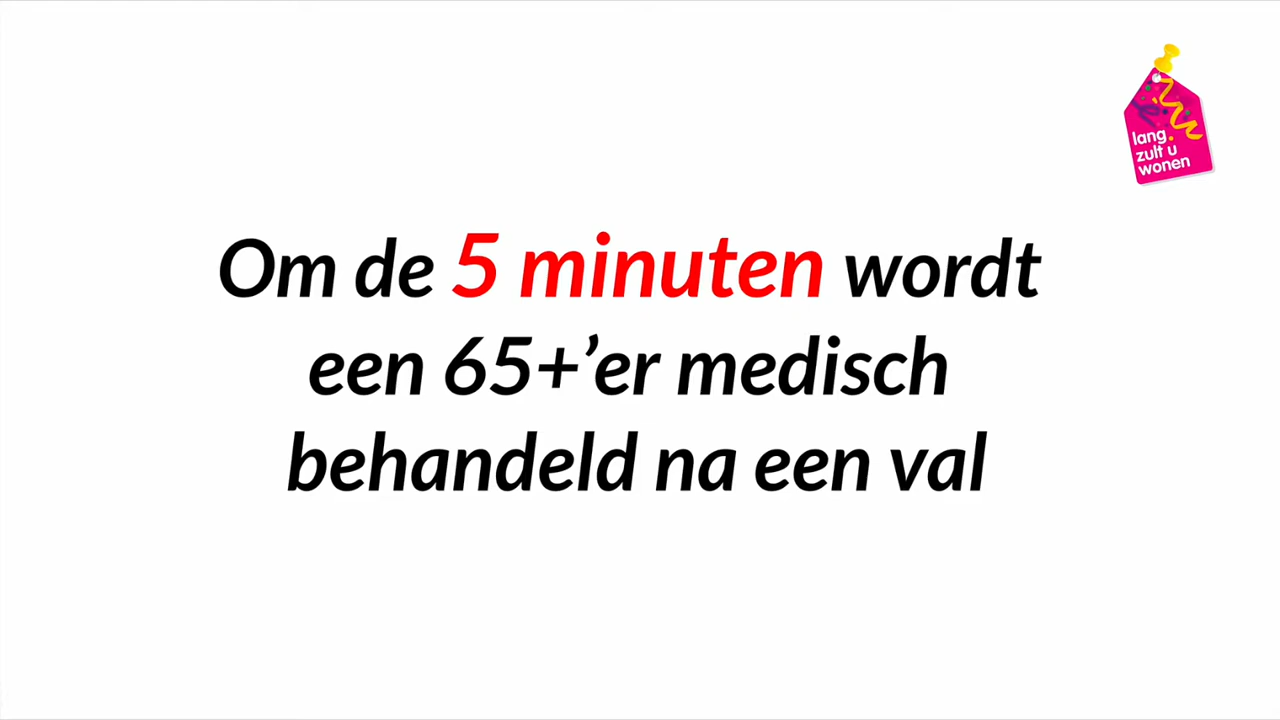 lang.
zult u
wonen
Om de 5 minuten wordt
een 65+’er medisch
behandeld na een val